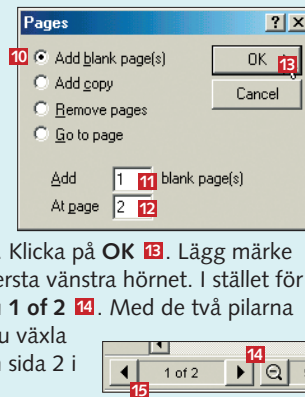 Pages
? x
10 Add blank page(s)
OK 13
Add copy
Cancel
Remove pages
Go to page
Add 1 11 blank page(s)
At page 2 12
. Klicka på OK 13. Lägg märke
ersta vänstra hörnet. I stället för
1 of 2 14. Med de två pilarna
u växla
sida 2 i
14
1 of 2
15